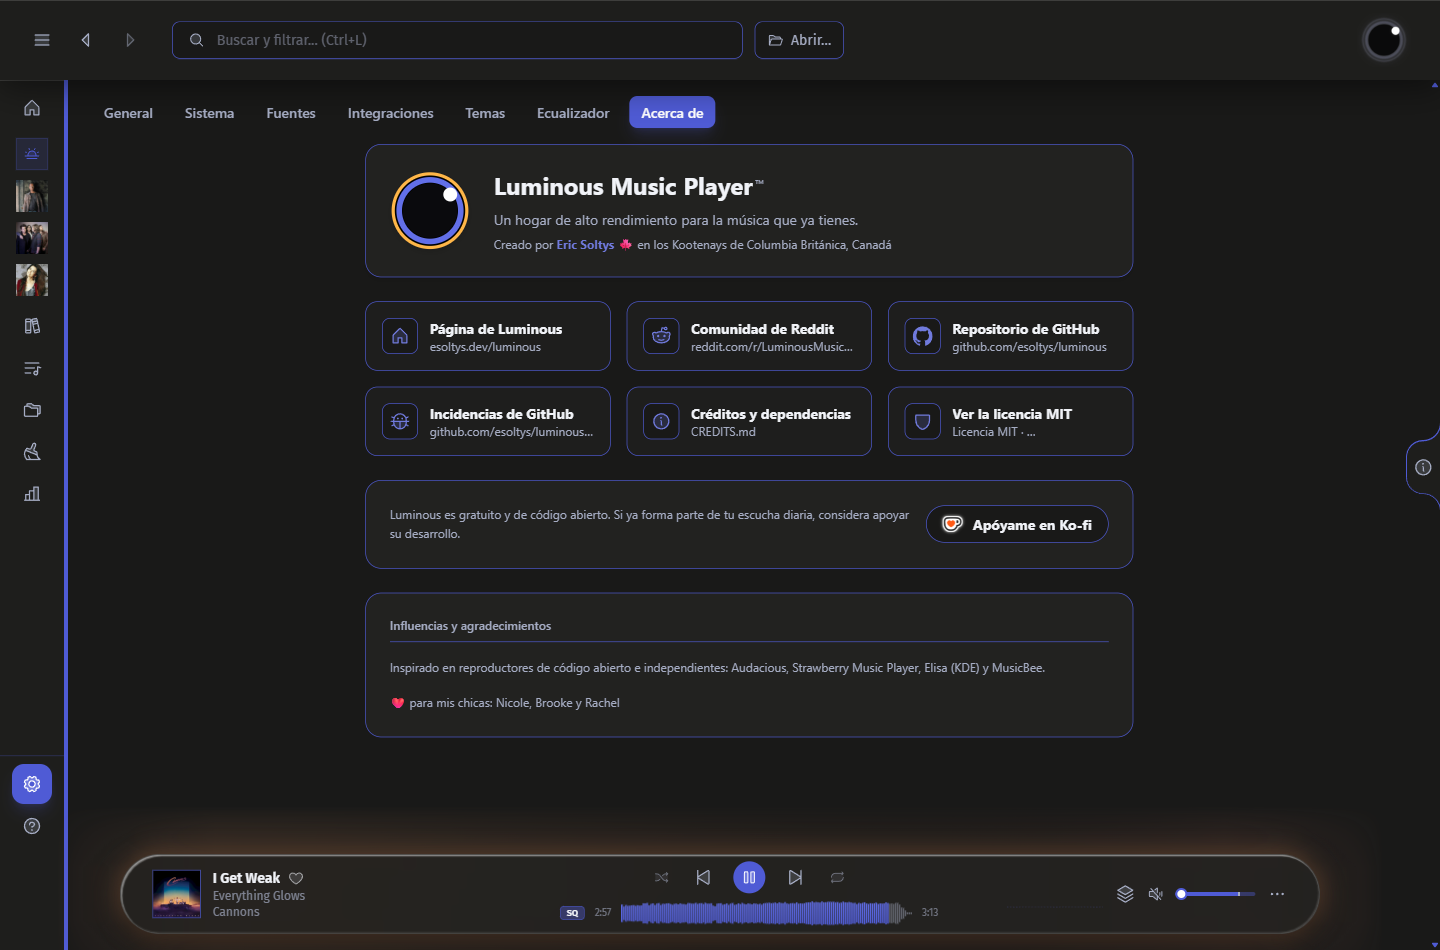 Buscar y filtrar... (Ctrl+L)
Abrir...
General
Sistema
Fuentes
Integraciones
Temas
Ecualizador
Acerca de
Luminous Music Player™
Un hogar de alto rendimiento para la música que ya tienes.
Creado por Eric Soltys en los Kootenays de Columbia Británica, Canadá
Página de Luminous
esoltys.dev/luminous
Comunidad de Reddit
reddit.com/r/LuminousMusic...
Repositorio de GitHub
github.com/esoltys/luminous
Incidencias de GitHub
github.com/esoltys/luminous...
Créditos y dependencias
CREDITS.md
Ver la licencia MIT
Licencia MIT · ...
Luminous es gratuito y de código abierto. Si ya forma parte de tu escucha diaria, considera apoyar
su desarrollo.
Apóyame en Ko-fi
Influencias y agradecimientos
Inspirado en reproductores de código abierto e independientes: Audacious, Strawberry Music Player, Elisa (KDE) y MusicBee.
para mis chicas: Nicole, Brooke y Rachel
I Get Weak
Everything Glows
Cannons
SQ
2:57
3:13